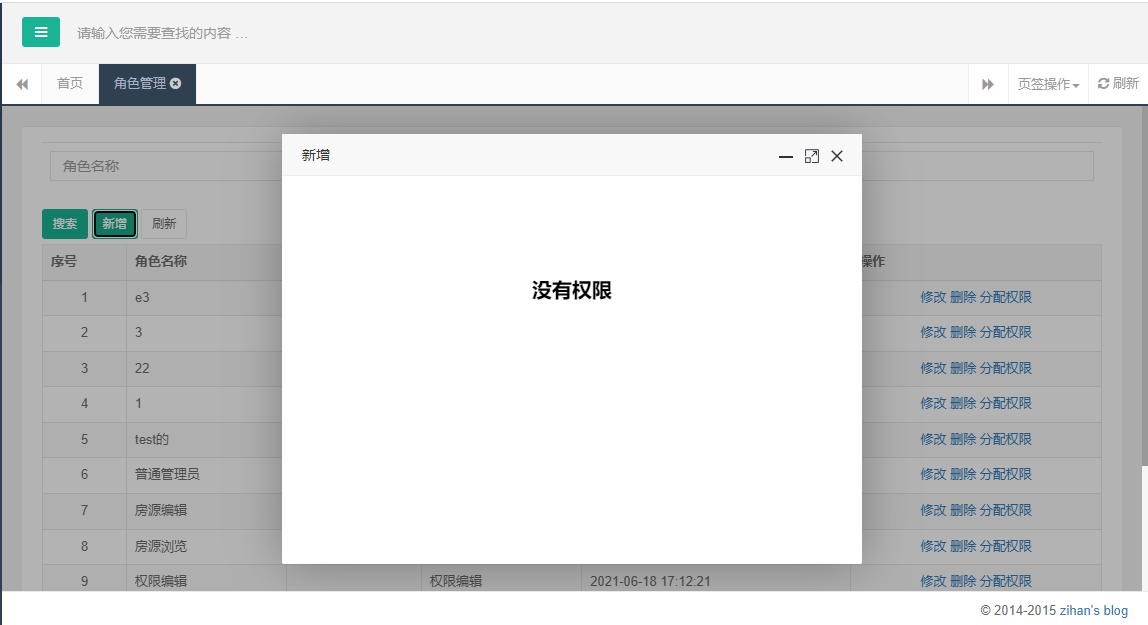 请输入您需要查找的内容 …
首页 角色管理 页签操作 刷新
新增
角色名称
搜索 新增 刷新
没有权限
序号 角色名称 操作
1 e3 修改 删除 分配权限
2 3 修改 删除 分配权限
3 22 修改 删除 分配权限
4 1 修改 删除 分配权限
5 test的 修改 删除 分配权限
6 普通管理员 修改 删除 分配权限
7 房源编辑 修改 删除 分配权限
8 房源浏览 修改 删除 分配权限
9 权限编辑 权限编辑 2021-06-18 17:12:21 修改 删除 分配权限
© 2014-2015 zihan's blog